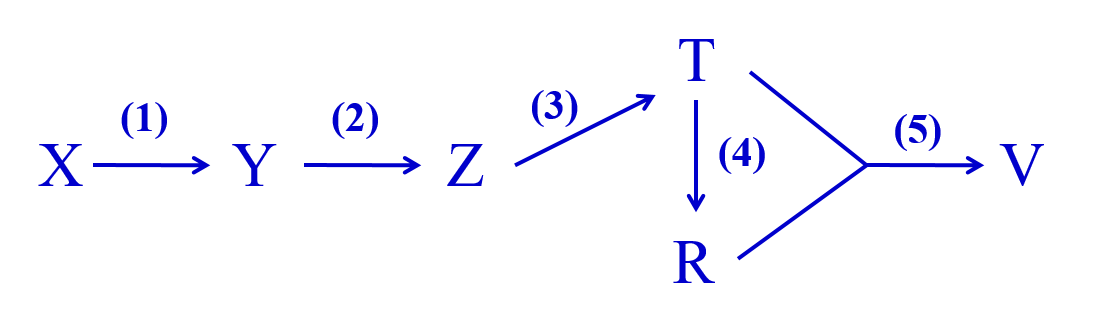 T
(1) (2) (3) (5)
X Y Z (4) V
R